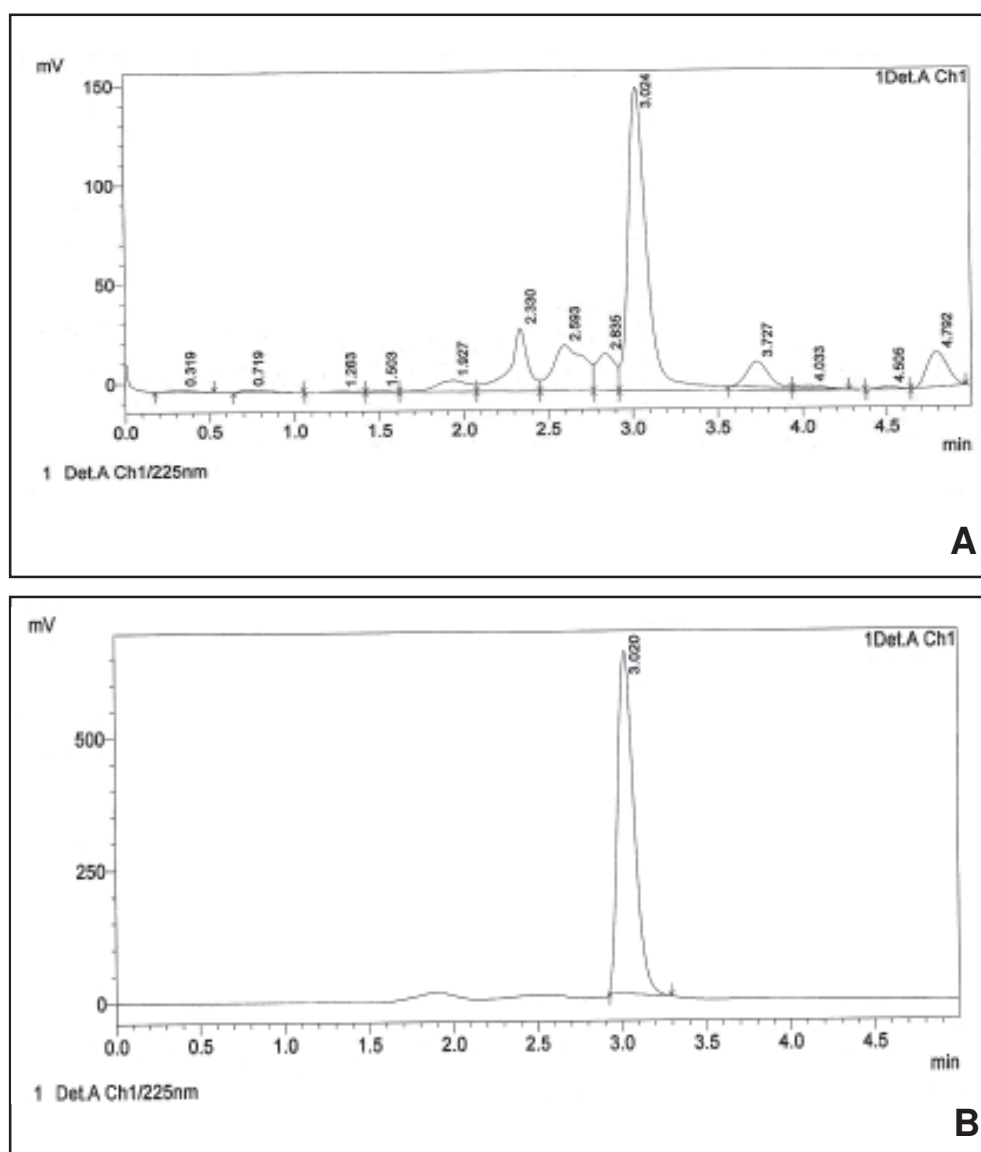 mV
1Det.A Ch1
150
100
50
0
0.319
0.719
1.263
1.503
1.927
2.330
2.593
2.835
3.024
3.727
4.033
4.505
4.792
0.0 0.5 1.0 1.5 2.0 2.5 3.0 3.5 4.0 4.5
min
1 Det.A Ch1/225nm
A
mV
1Det.A Ch1
500
250
0
3.020
0.0 0.5 1.0 1.5 2.0 2.5 3.0 3.5 4.0 4.5
min
1 Det.A Ch1/225nm
B